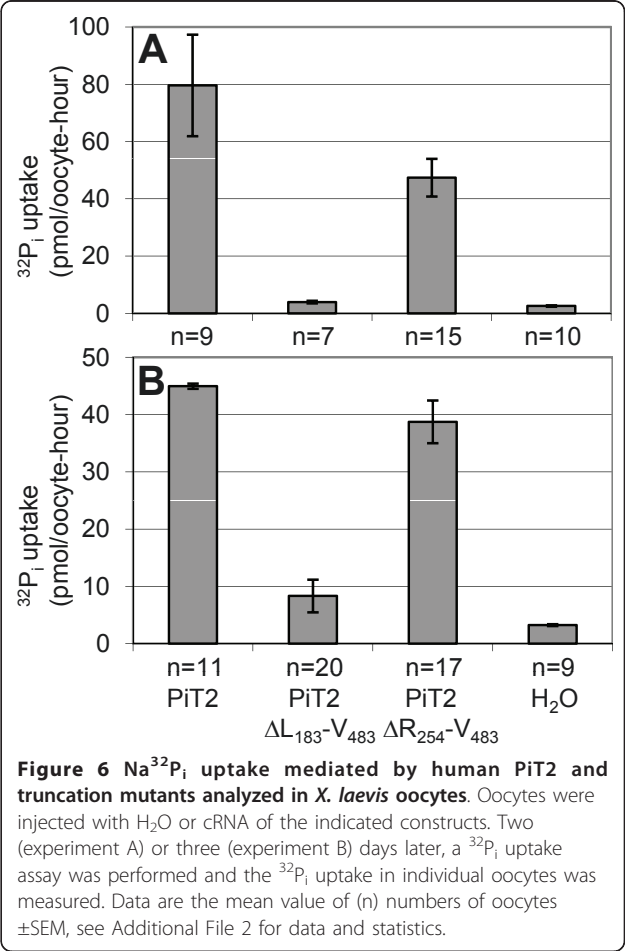 100
A
80
60
40
20
0
³²Pᵢ uptake
(pmol/oocyte-hour)
n=9 n=7 n=15 n=10
50
B
40
30
20
10
0
³²Pᵢ uptake
(pmol/oocyte-hour)
n=11 n=20 n=17 n=9
PiT2 PiT2 PiT2 H₂O
ΔL₁₈₃-V₄₈₃ ΔR₂₅₄-V₄₈₃
Figure 6 Na³²Pᵢ uptake mediated by human PiT2 and
truncation mutants analyzed in X. laevis oocytes. Oocytes were
injected with H₂O or cRNA of the indicated constructs. Two
(experiment A) or three (experiment B) days later, a ³²Pᵢ uptake
assay was performed and the ³²Pᵢ uptake in individual oocytes was
measured. Data are the mean value of (n) numbers of oocytes
±SEM, see Additional File 2 for data and statistics.